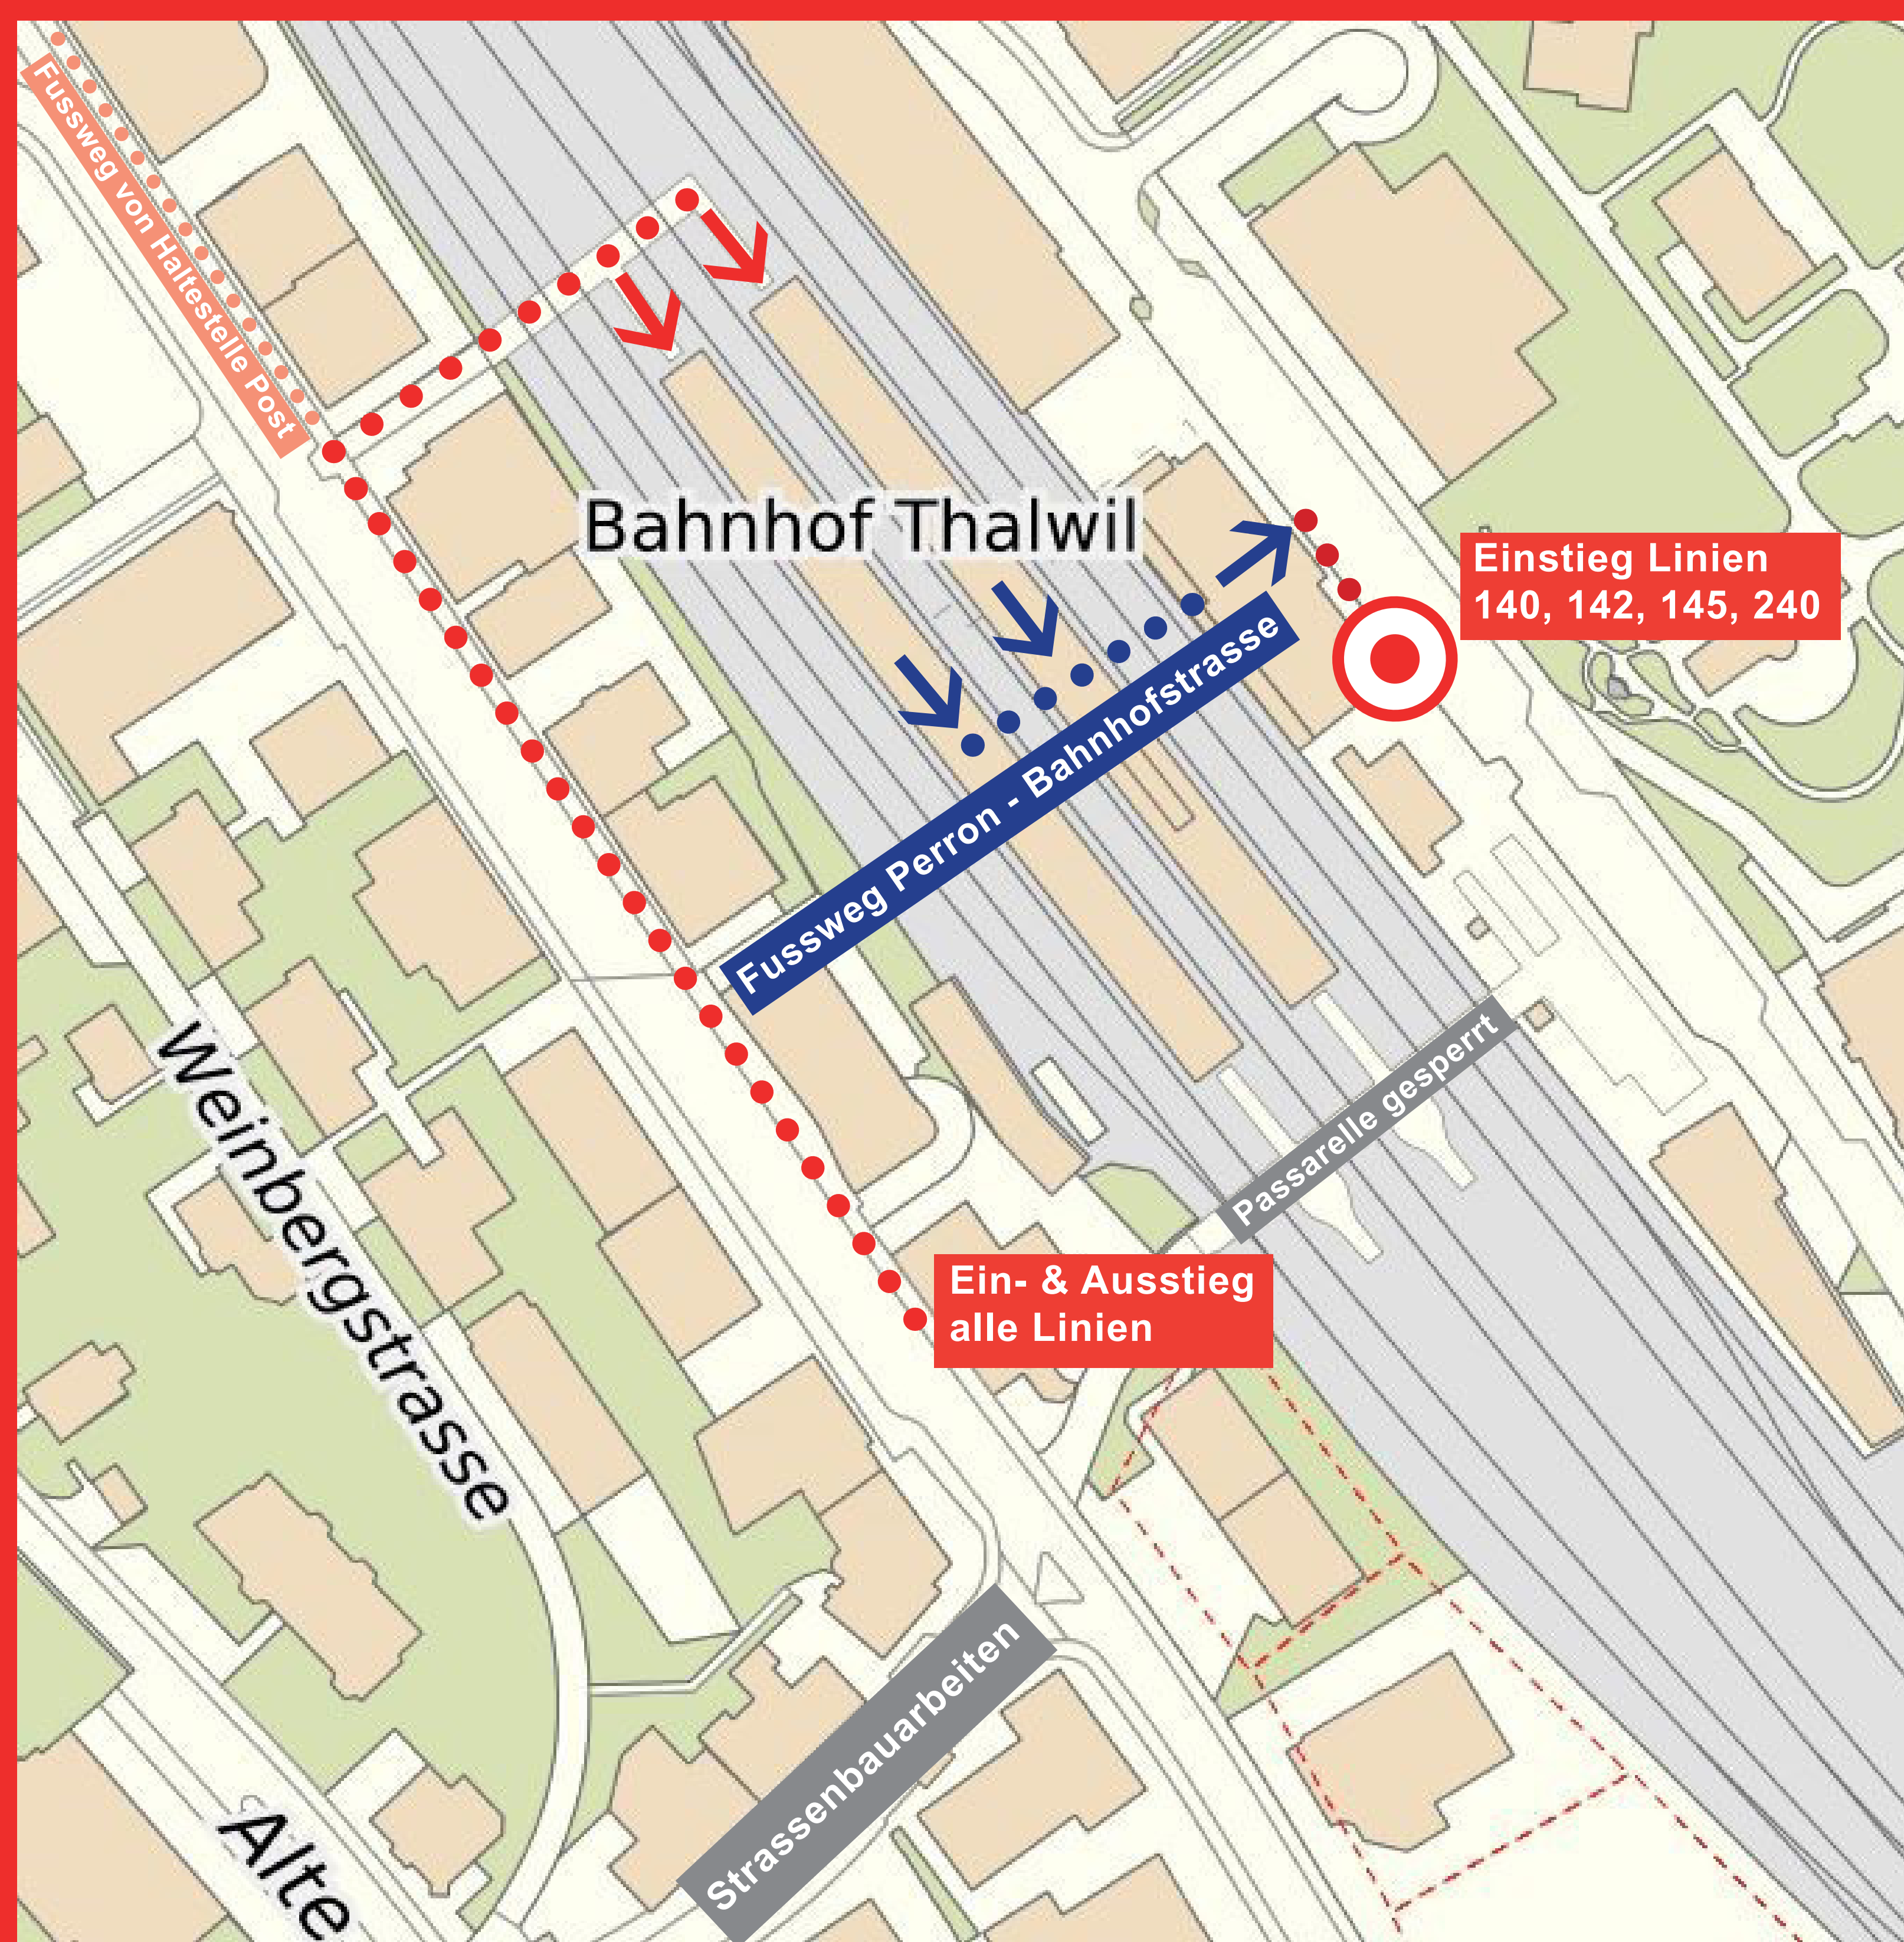 Fussweg von Haltestelle Post
Bahnhof Thalwil
Einstieg Linien
140, 142, 145, 240
Fussweg Perron - Bahnhofstrasse
Passarelle gesperrt
Weinbergstrasse
Ein- & Ausstieg
alle Linien
Strassenbauarbeiten
Alte